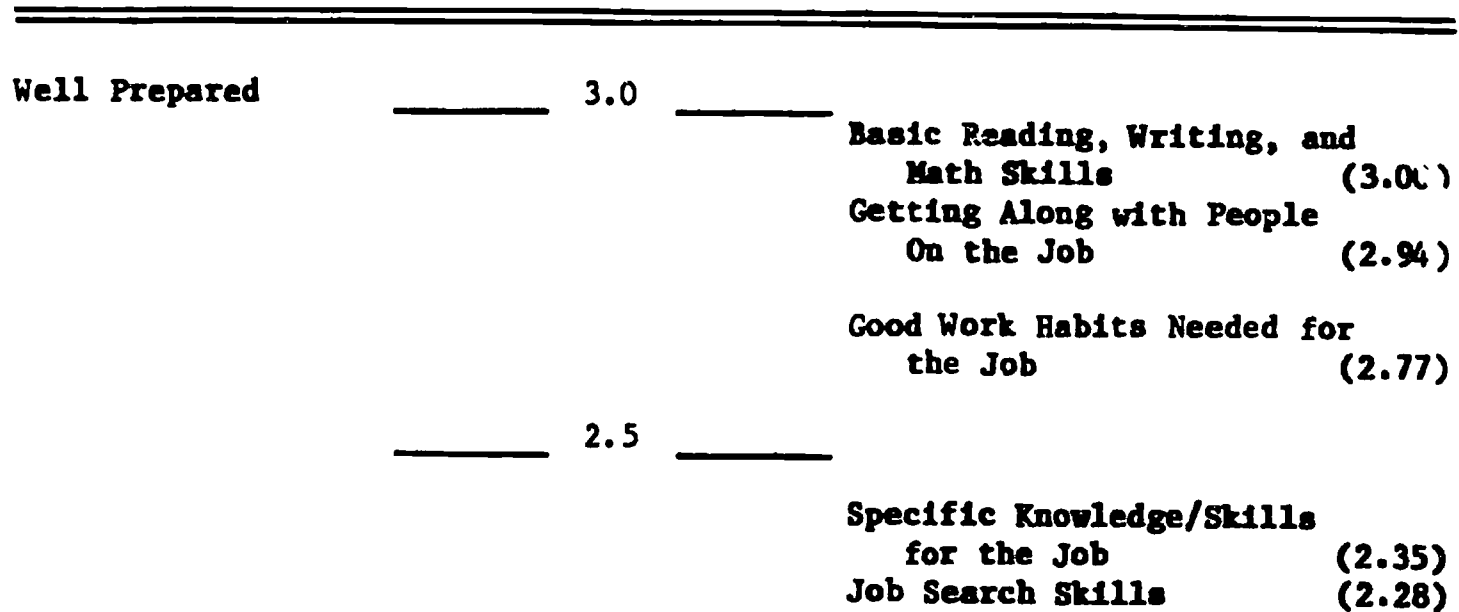 Well Prepared 3.0
Basic Reading, Writing, and
Math Skills (3.00)
Getting Along with People
On the Job (2.94)
Good Work Habits Needed for
the Job (2.77)
2.5
Specific Knowledge/Skills
for the Job (2.35)
Job Search Skills (2.28)